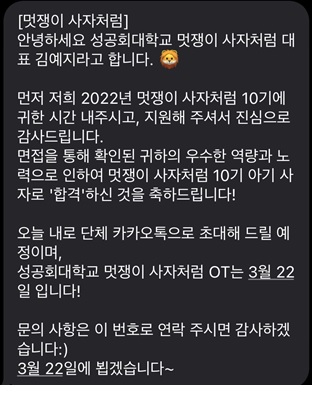 [멋쟁이 사자처럼]
안녕하세요 성공회대학교 멋쟁이 사자처럼 대
표 김예지라고 합니다. 🦁

먼저 저희 2022년 멋쟁이 사자처럼 10기에
귀한 시간 내주시고, 지원해 주셔서 진심으로
감사드립니다.
면접을 통해 확인된 귀하의 우수한 역량과 노
력으로 인하여 멋쟁이 사자처럼 10기 아기 사
자로 '합격'하신 것을 축하드립니다!

오늘 내로 단체 카카오톡으로 초대해 드릴 예
정이며,
성공회대학교 멋쟁이 사자처럼 OT는 3월 22
일 입니다!

문의 사항은 이 번호로 연락 주시면 감사하겠
습니다:)
3월 22일에 뵙겠습니다~